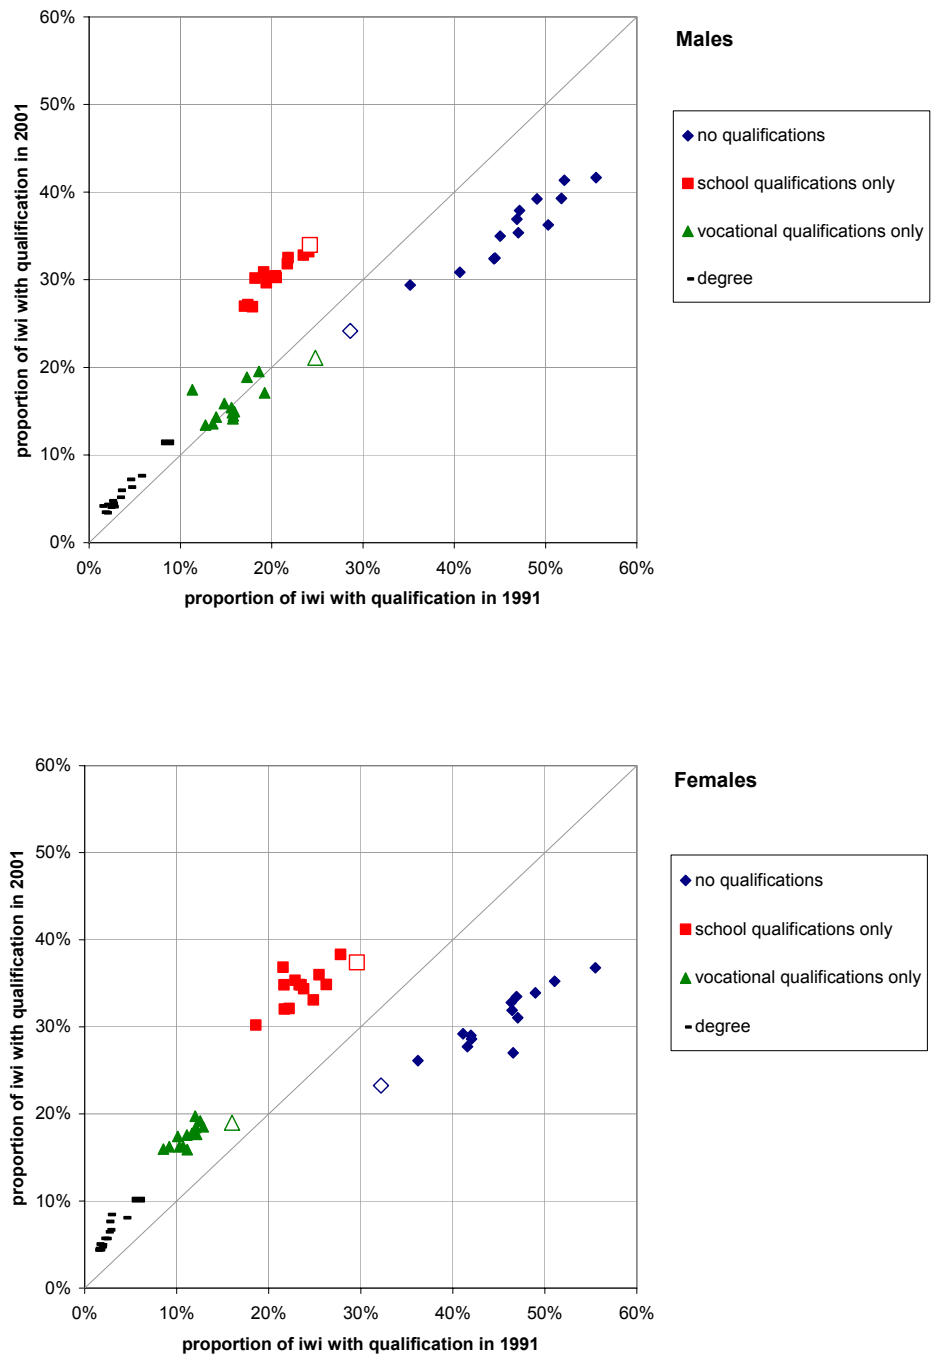 Males
60%
50%
40%
30%
20%
10%
0%
proportion of iwi with qualification in 2001
0% 10% 20% 30% 40% 50% 60%
proportion of iwi with qualification in 1991
no qualifications
school qualifications only
vocational qualifications only
degree
Females
60%
50%
40%
30%
20%
10%
0%
proportion of iwi with qualification in 2001
0% 10% 20% 30% 40% 50% 60%
proportion of iwi with qualification in 1991
no qualifications
school qualifications only
vocational qualifications only
degree